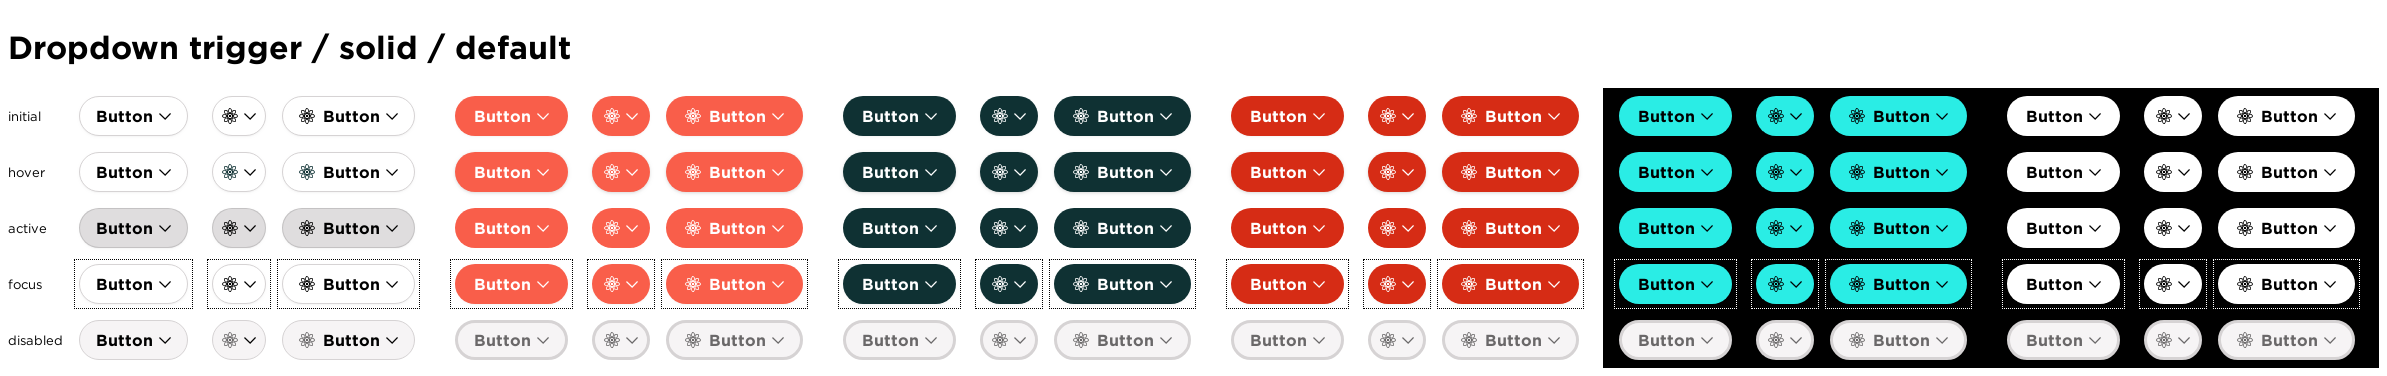 Dropdown trigger / solid / default
initial Button Button Button Button Button Button Button Button Button Button Button Button
hover Button Button Button Button Button Button Button Button Button Button Button Button
active Button Button Button Button Button Button Button Button Button Button Button Button
focus Button Button Button Button Button Button Button Button Button Button Button Button
disabled Button Button Button Button Button Button Button Button Button Button Button Button